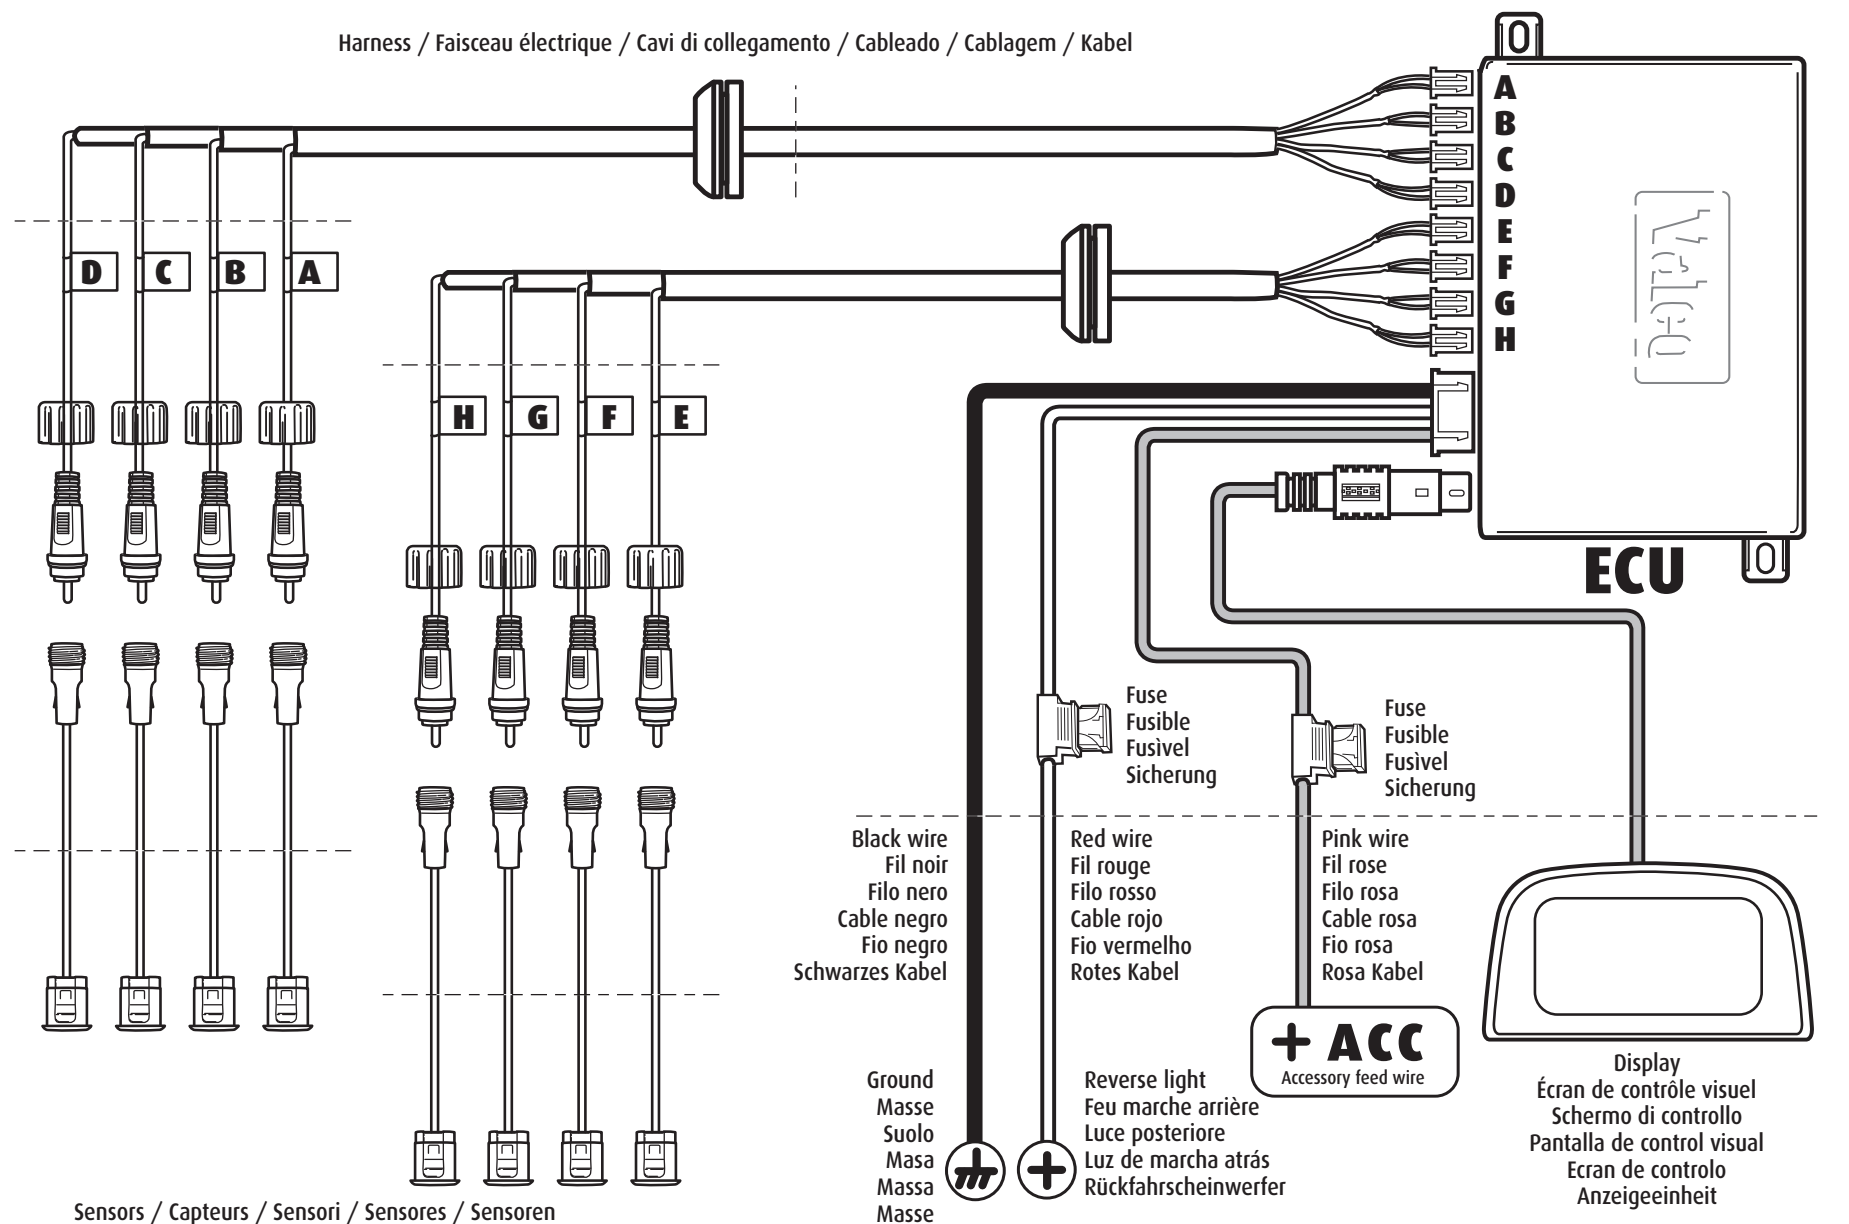 Harness / Faisceau électrique / Cavi di collegamento / Cableado / Cablagem / Kabel
A
B
C
D
E
F
G
H
Valeo
ECU
D C B A
H G F E
Fuse
Fusible
Fusìvel
Sicherung
Fuse
Fusible
Fusìvel
Sicherung
Black wire
Fil noir
Filo nero
Cable negro
Fio negro
Schwarzes Kabel
Red wire
Fil rouge
Filo rosso
Cable rojo
Fio vermelho
Rotes Kabel
Pink wire
Fil rose
Filo rosa
Cable rosa
Fio rosa
Rosa Kabel
+ ACC
Accessory feed wire
Ground
Masse
Suolo
Masa
Massa
Masse
+
Reverse light
Feu marche arrière
Luce posteriore
Luz de marcha atrás
Rückfahrscheinwerfer
Display
Écran de contrôle visuel
Schermo di controllo
Pantalla de control visual
Ecran de controlo
Anzeigeeinheit
Sensors / Capteurs / Sensori / Sensores / Sensoren